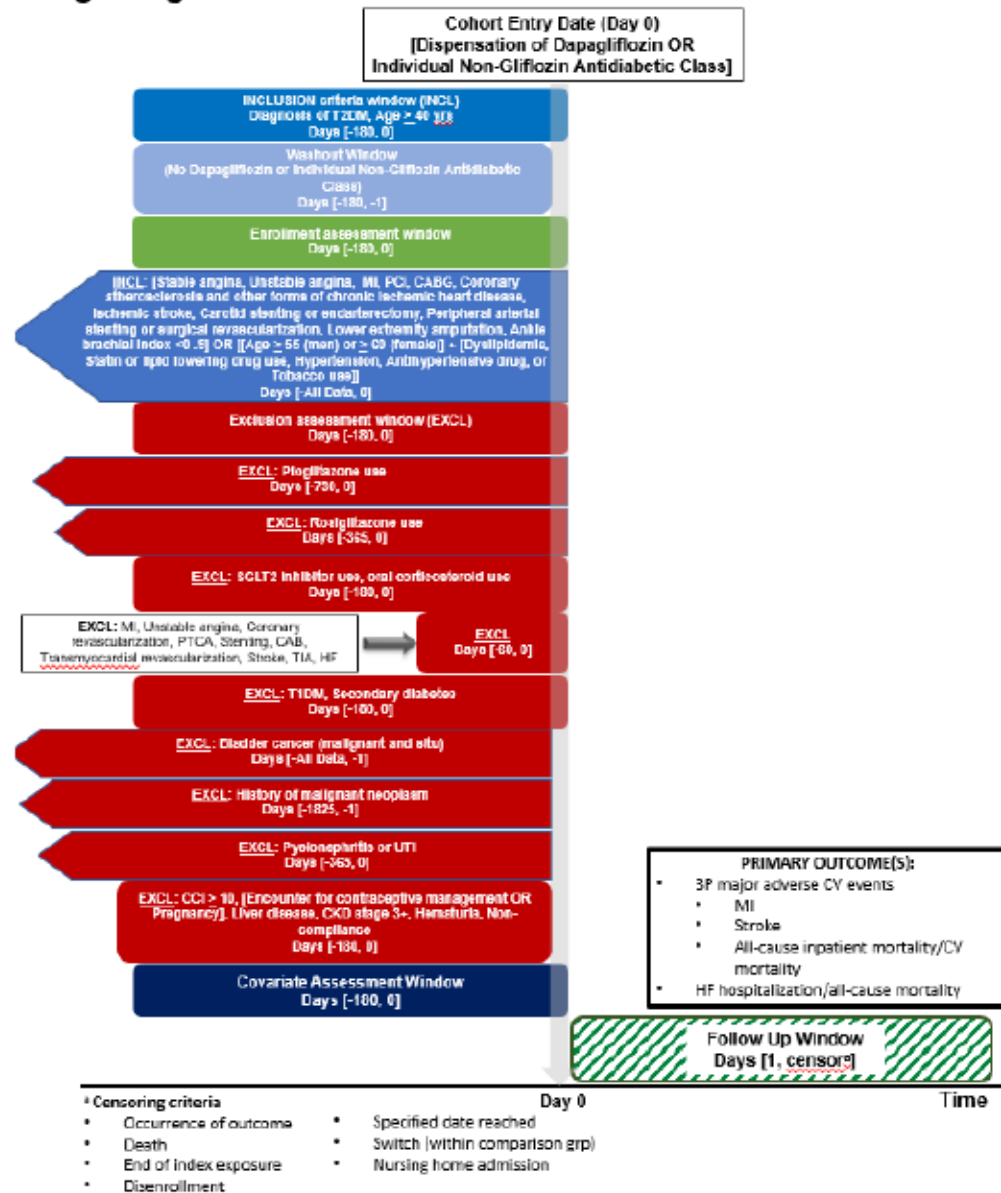 Cohort Entry Date (Day 0)
[Dispensation of Dapagliflozin OR
Individual Non-Gliflozin Antidiabetic Class]
INCLUSION criteria window (INCL)
Diagnosis of T2DM, Age ≥ 40 yrs
Days [-180, 0]
Washout Window
(No Dapagliflozin or Individual Non-Gliflozin Antidiabetic
Class)
Days [-180, -1]
Enrollment assessment window
Days [-180, 0]
INCL: [Stable angina, Unstable angina, MI, PCI, CABG, Coronary
atherosclerosis and other forms of chronic ischemic heart disease,
Ischemic stroke, Carotid stenting or endarterectomy, Peripheral arterial
stenting or surgical revascularization, Lower extremity amputation, Ankle
brachial index <0.9] OR [[Age ≥ 55 (men) or ≥ 60 (female)] + [Dyslipidemia,
Statin or lipid lowering drug use, Hypertension, Antihypertensive drug, or
Tobacco use]]
Days [-All Data, 0]
Exclusion assessment window (EXCL)
Days [-180, 0]
EXCL: Pioglitazone use
Days [-730, 0]
EXCL: Rosiglitazone use
Days [-365, 0]
EXCL: SGLT2 inhibitor use, oral corticosteroid use
Days [-180, 0]
EXCL: MI, Unstable angina, Coronary
revascularization, PTCA, Stenting, CAB,
Transmyocardial revascularization, Stroke, TIA, HF
EXCL
Days [-60, 0]
EXCL: T1DM, Secondary diabetes
Days [-180, 0]
EXCL: Bladder cancer (malignant and situ)
Days [-All Data, -1]
EXCL: History of malignant neoplasm
Days [-1825, -1]
EXCL: Pyelonephritis or UTI
Days [-365, 0]
EXCL: CCI > 10, [Encounter for contraceptive management OR
Pregnancy], Liver disease, CKD stage 3+, Hematuria, Non-
compliance
Days [-180, 0]
Covariate Assessment Window
Days [-180, 0]
PRIMARY OUTCOME(S):
• 3P major adverse CV events
• MI
• Stroke
• All-cause inpatient mortality/CV
mortality
• HF hospitalization/all-cause mortality
Follow Up Window
Days [1, censorᵃ]
Day 0
Time
ᵃ Censoring criteria
• Occurrence of outcome
• Death
• End of index exposure
• Disenrollment
• Specified date reached
• Switch (within comparison grp)
• Nursing home admission